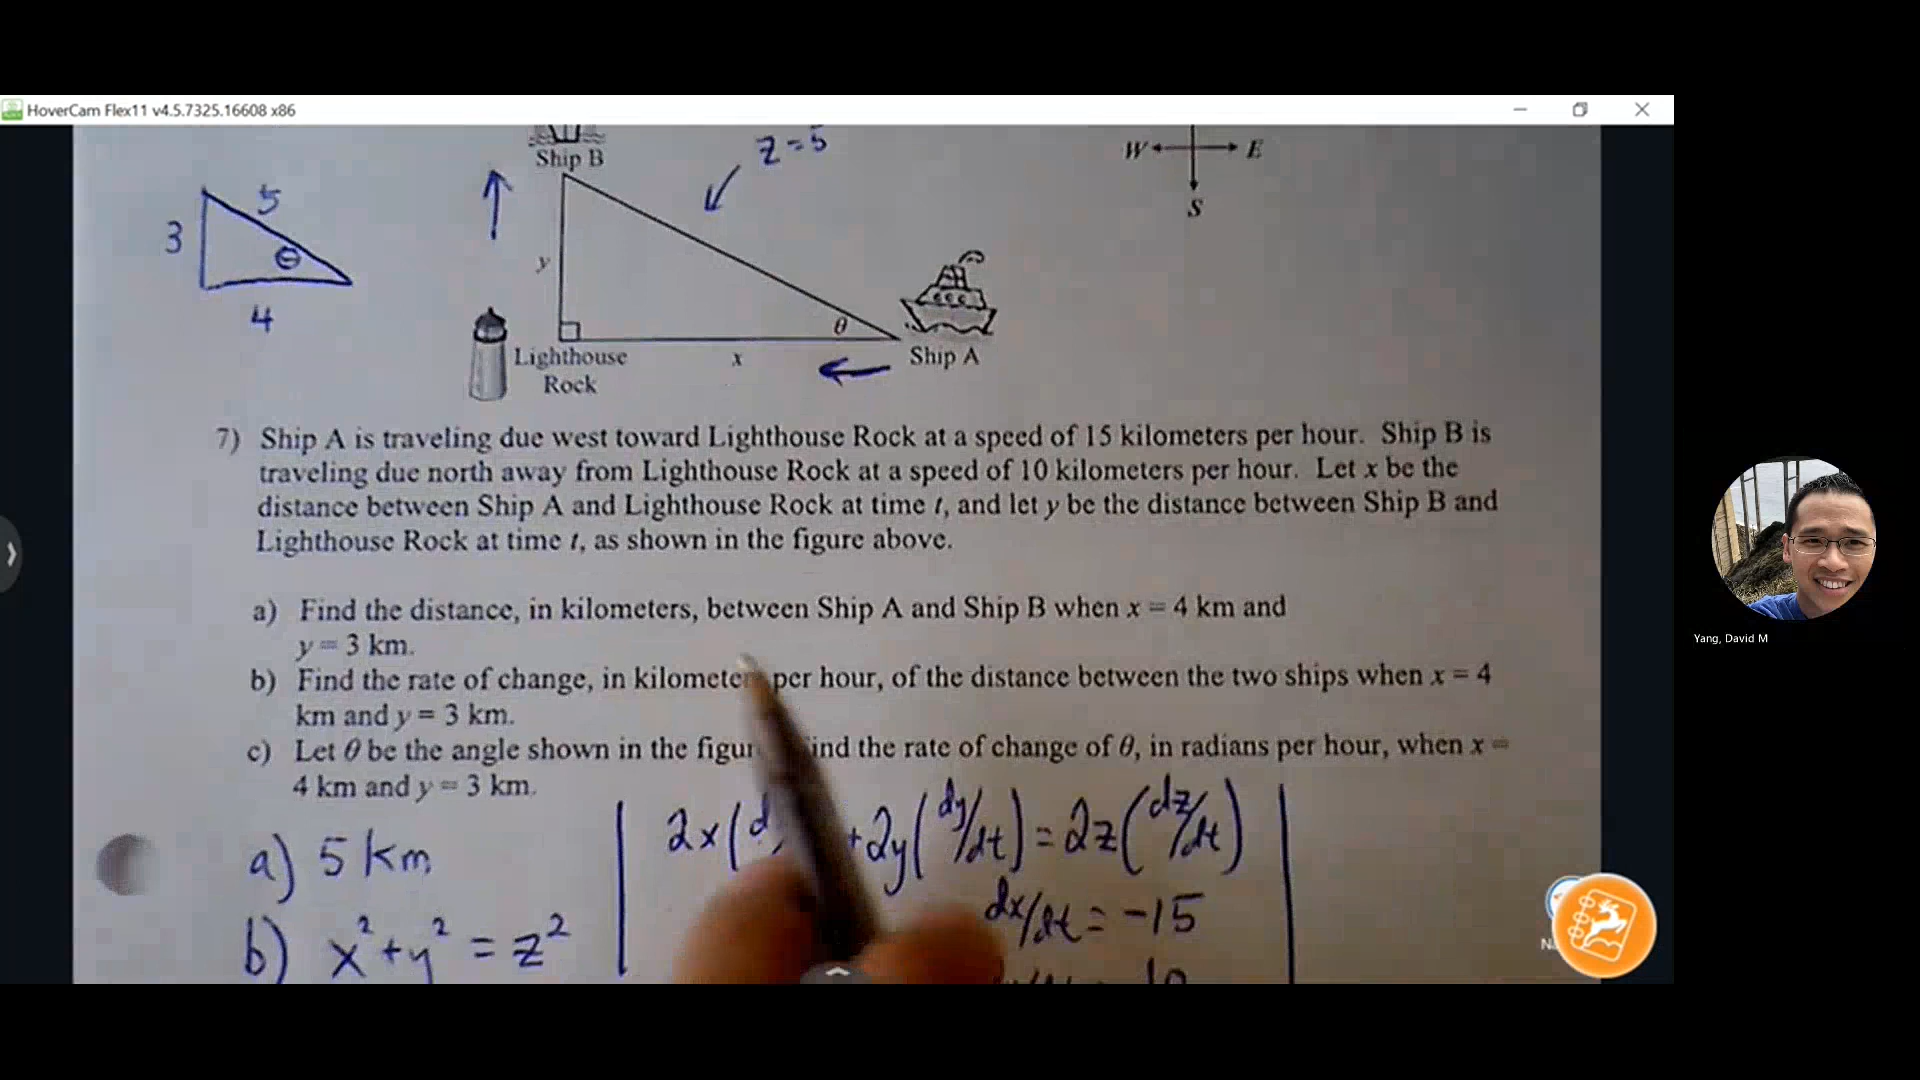 HoverCam Flex11 v4.5.7325.16608 x86
Ship B
z = 5
W E
S
5
3
θ
4
y
θ
Lighthouse
Rock
x
Ship A
7) Ship A is traveling due west toward Lighthouse Rock at a speed of 15 kilometers per hour. Ship B is
traveling due north away from Lighthouse Rock at a speed of 10 kilometers per hour. Let x be the
distance between Ship A and Lighthouse Rock at time t, and let y be the distance between Ship B and
Lighthouse Rock at time t, as shown in the figure above.
a) Find the distance, in kilometers, between Ship A and Ship B when x = 4 km and
y = 3 km.
b) Find the rate of change, in kilometers per hour, of the distance between the two ships when x = 4
km and y = 3 km.
c) Let θ be the angle shown in the figur ind the rate of change of θ, in radians per hour, when x =
4 km and y = 3 km.
a) 5 km
2x(d +2y(dy/dt) = 2z(dz/dt)
dx/dt = -15
b) x² + y² = z²
10
Yang, David M